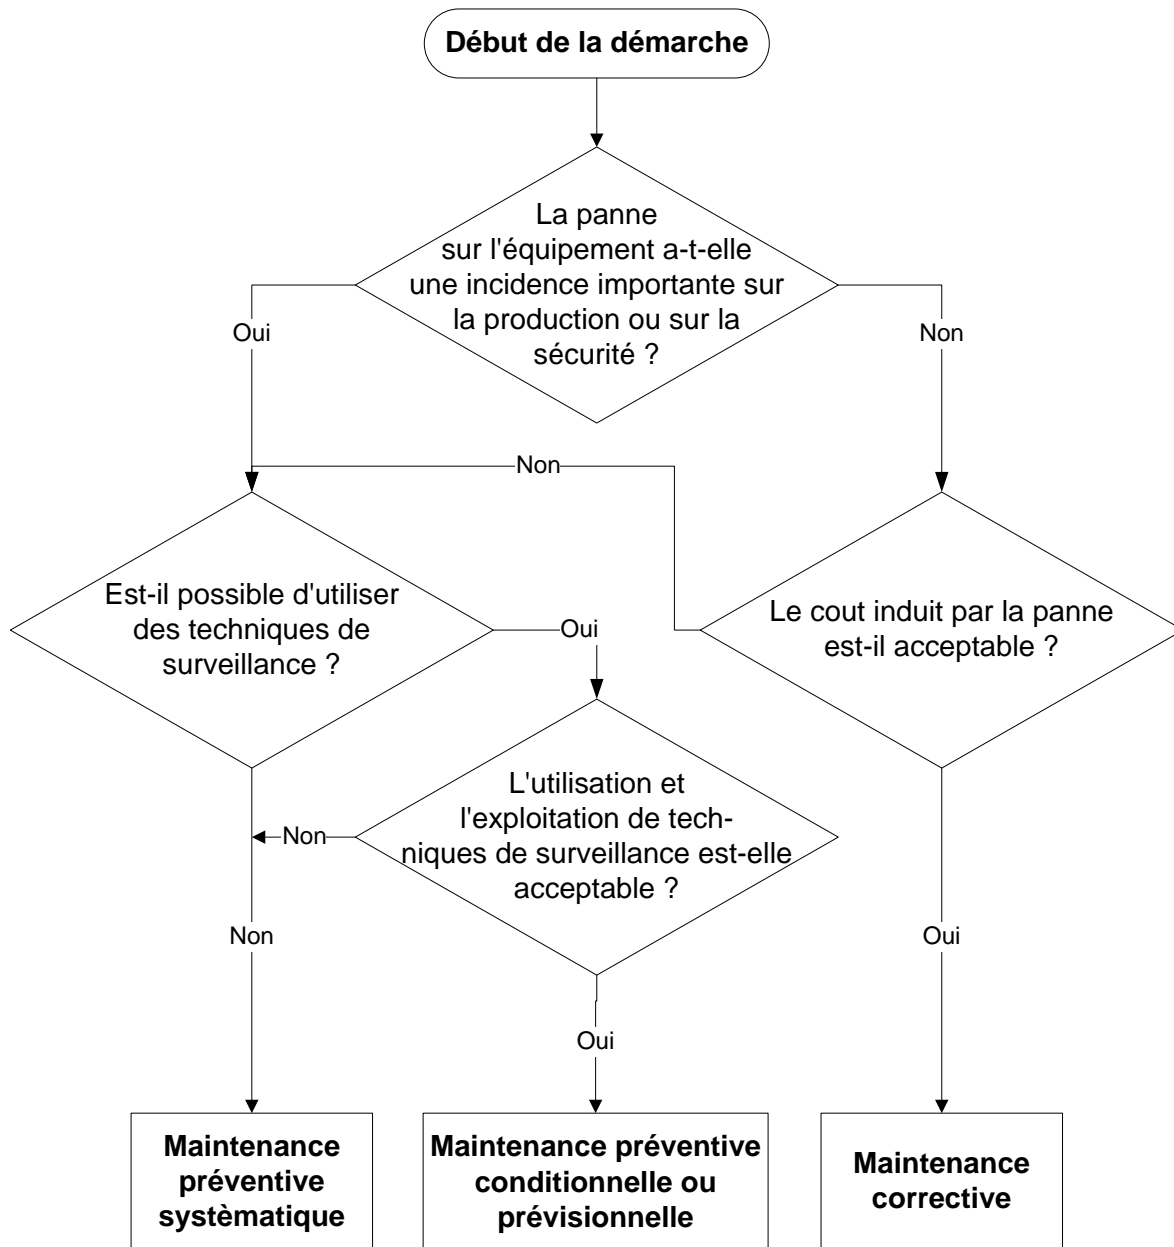 Début de la démarche
La panne
sur l'équipement a-t-elle
une incidence importante sur
la production ou sur la
sécurité ?
Oui
Non
Non
Est-il possible d'utiliser
des techniques de
surveillance ?
Oui
Le cout induit par la panne
est-il acceptable ?
L'utilisation et
l'exploitation de tech-
niques de surveillance est-elle
acceptable ?
Non
Non
Oui
Oui
Maintenance
préventive
systèmatique
Maintenance préventive
conditionnelle ou
prévisionnelle
Maintenance
corrective